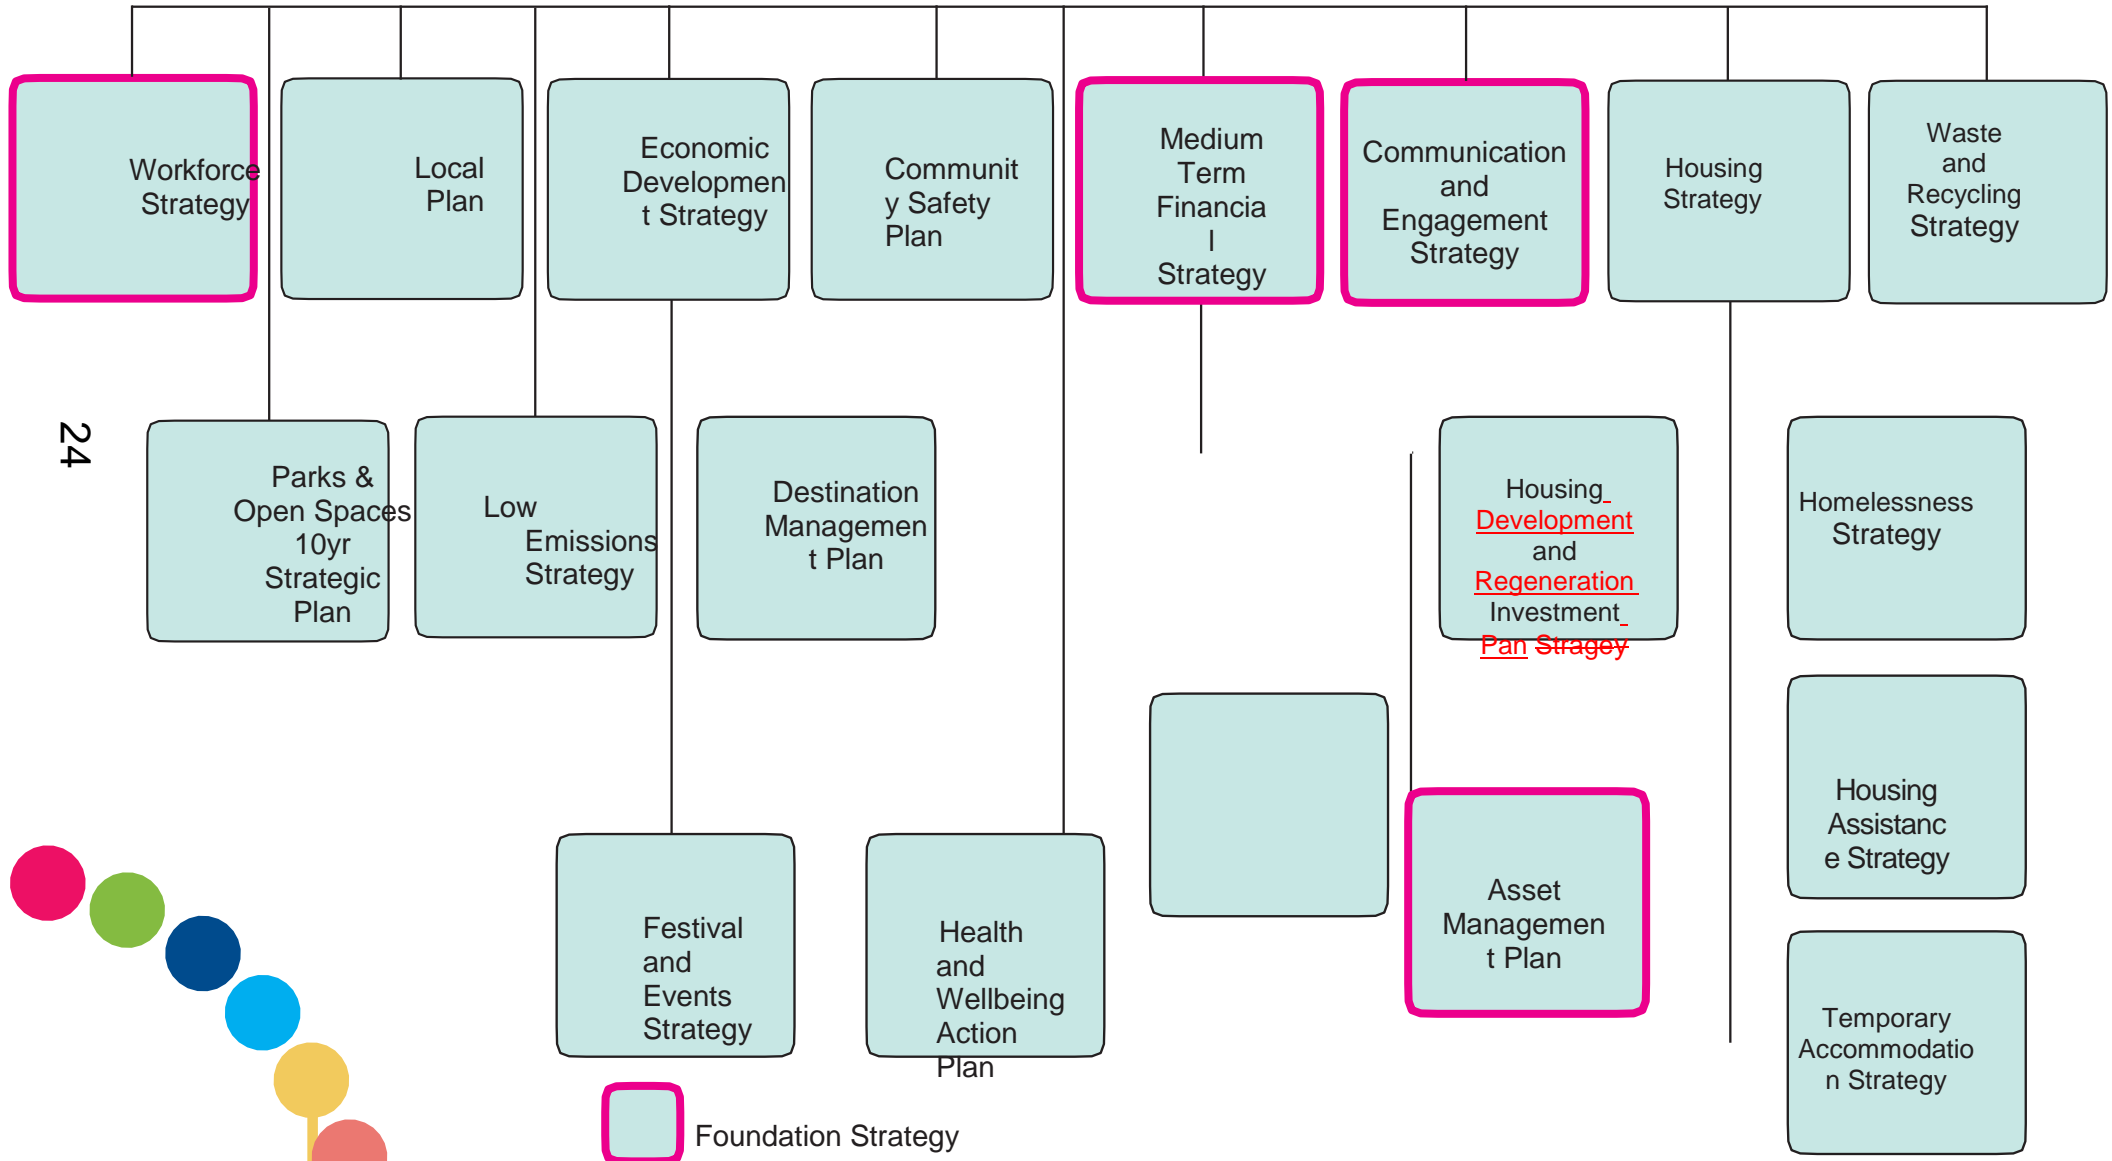 Workforce
Strategy
Local
Plan
Economic
Developmen
t Strategy
Communit
y Safety
Plan
Medium
Term
Financia
l
Strategy
Communication
and
Engagement
Strategy
Housing
Strategy
Waste
and
Recycling
Strategy
24
Parks &
Open Spaces
10yr
Strategic
Plan
Low
Emissions
Strategy
Destination
Managemen
t Plan
Housing
Development
and
Regeneration
Investment
Pan Stragey
Homelessness
Strategy
Housing
Assistanc
e Strategy
Festival
and
Events
Strategy
Health
and
Wellbeing
Action
Plan
Asset
Managemen
t Plan
Temporary
Accommodatio
n Strategy
Foundation Strategy